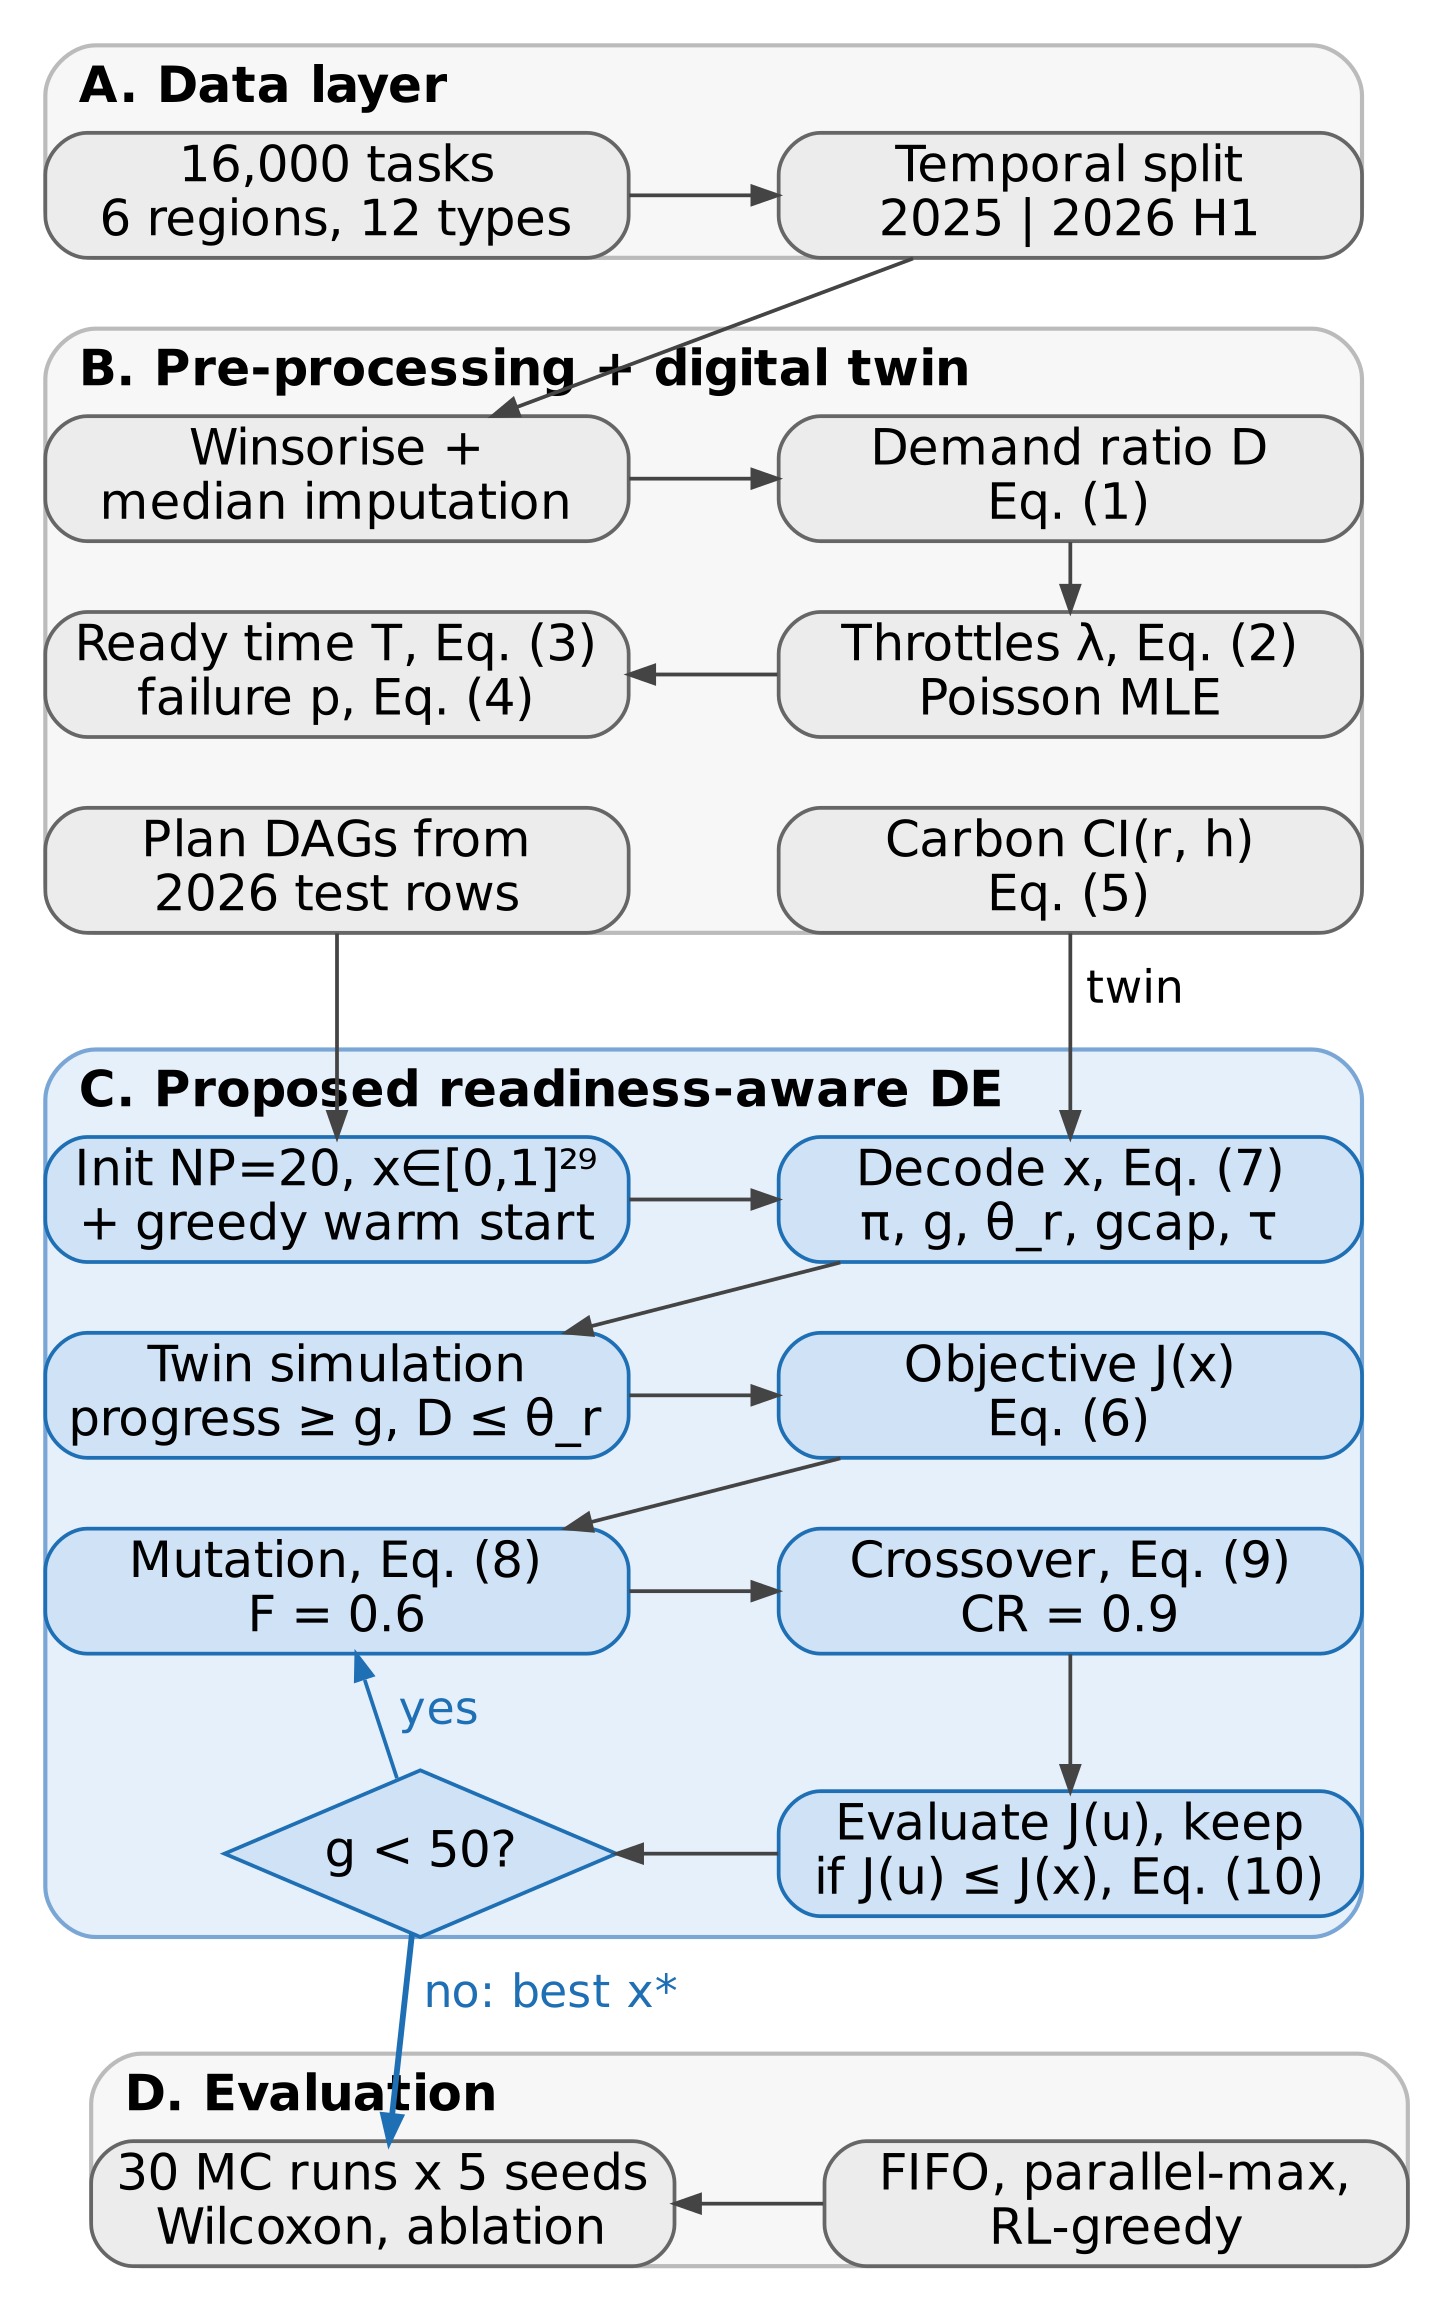 A. Data layer
16,000 tasks
6 regions, 12 types
Temporal split
2025 | 2026 H1
B. Pre-processing + digital twin
Winsorise +
median imputation
Demand ratio D
Eq. (1)
Ready time T, Eq. (3)
failure p, Eq. (4)
Throttles λ, Eq. (2)
Poisson MLE
Plan DAGs from
2026 test rows
Carbon CI(r, h)
Eq. (5)
twin
C. Proposed readiness-aware DE
Init NP=20, x∈[0,1]²⁹
+ greedy warm start
Decode x, Eq. (7)
π, g, θ_r, gcap, τ
Twin simulation
progress ≥ g, D ≤ θ_r
Objective J(x)
Eq. (6)
Mutation, Eq. (8)
F = 0.6
Crossover, Eq. (9)
CR = 0.9
yes
g < 50?
Evaluate J(u), keep
if J(u) ≤ J(x), Eq. (10)
no: best x*
D. Evaluation
30 MC runs x 5 seeds
Wilcoxon, ablation
FIFO, parallel-max,
RL-greedy